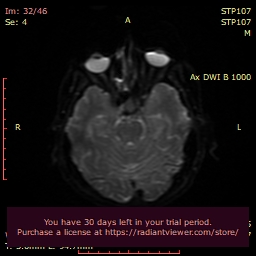 Im: 32/46
Se: 4
A
STP107
STP107
M
Ax DWI B 1000
R
L
You have 30 days left in your trial period.
Purchase a license at https://radiantviewer.com/store/